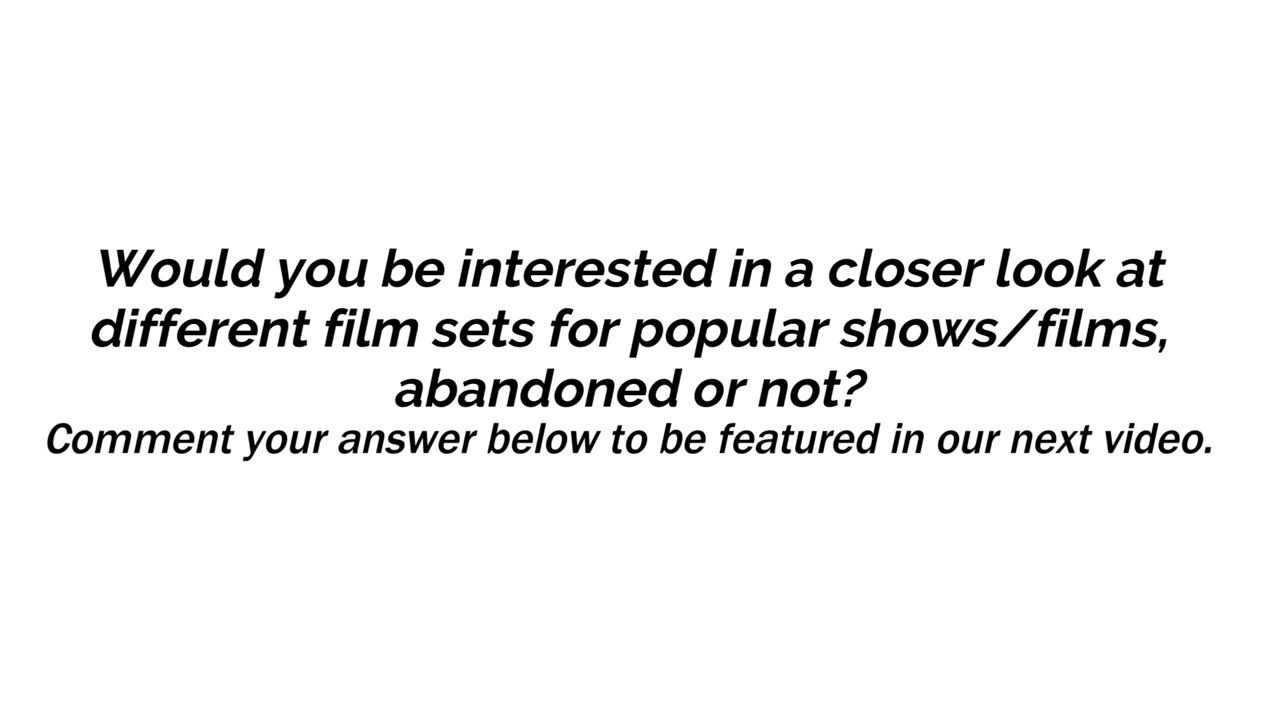 Would you be interested in a closer look at
different film sets for popular shows/films,
abandoned or not?
Comment your answer below to be featured in our next video.